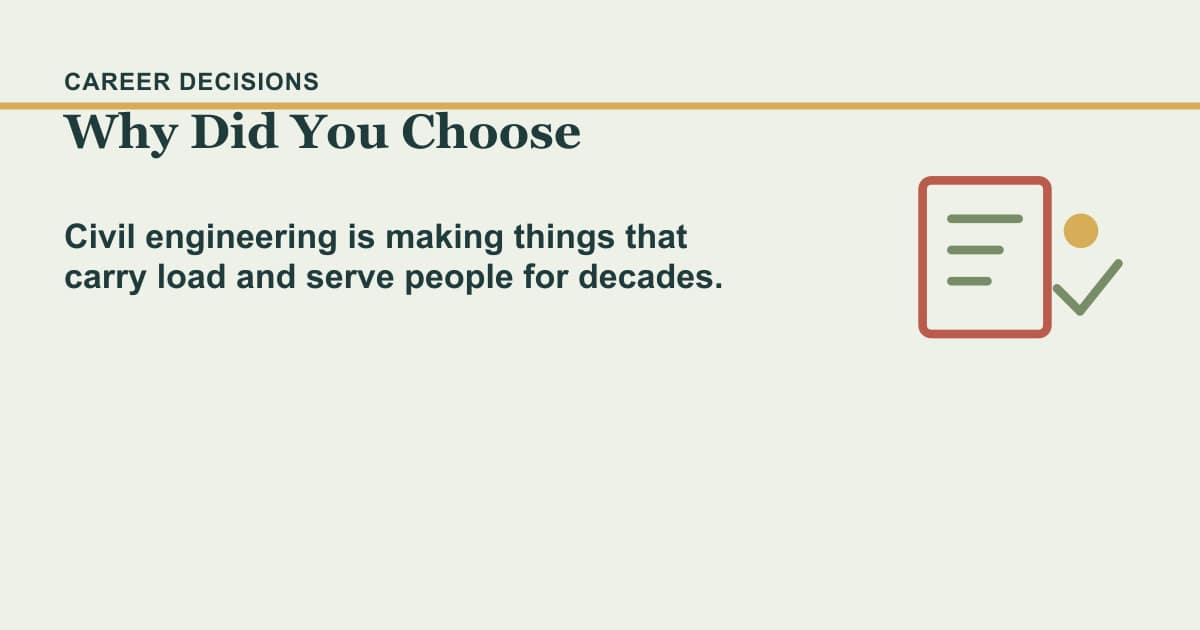 CAREER DECISIONS
Why Did You Choose
Civil engineering is making things that
carry load and serve people for decades.